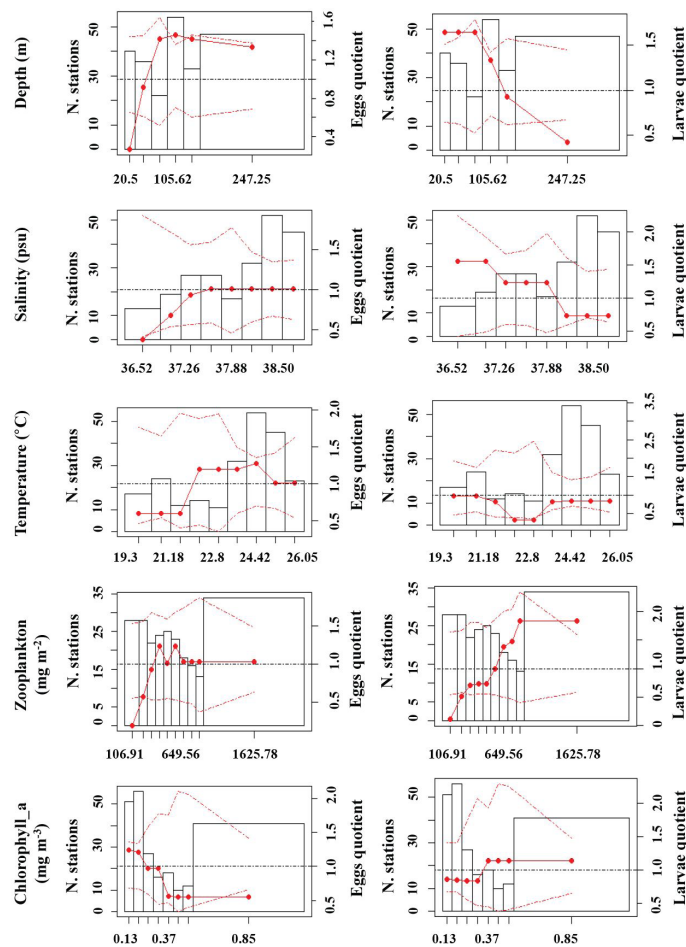 Depth (m)
N. stations
0 10 30 50
0.4 0.8 1.2 1.6
Eggs quotient
20.5 105.62 247.25
N. stations
0 10 30 50
0.5 1.0 1.5
Larvae quotient
20.5 105.62 247.25
Salinity (psu)
N. stations
0 10 30 50
0.5 1.0 1.5
Eggs quotient
36.52 37.26 37.88 38.50
N. stations
0 10 30 50
0.5 1.0 1.5 2.0
Larvae quotient
36.52 37.26 37.88 38.50
Temperature (°C)
N. stations
0 10 30 50
0.5 1.0 1.5 2.0
Eggs quotient
19.3 21.18 22.8 24.42 26.05
N. stations
0 10 30 50
0.5 1.5 2.5 3.5
Larvae quotient
19.3 21.18 22.8 24.42 26.05
Zooplankton
(mg m-2)
N. stations
0 5 15 25 35
0.5 1.0 1.5
Eggs quotient
106.91 649.56 1625.78
N. stations
0 5 15 25 35
0.0 0.5 1.0 1.5 2.0
Larvae quotient
106.91 649.56 1625.78
Chlorophyll_a
(mg m-3)
N. stations
0 10 30 50
0.5 1.0 1.5 2.0
Eggs quotient
0.13 0.37 0.85
N. stations
0 10 30 50
0.5 1.0 1.5 2.0
Larvae quotient
0.13 0.37 0.85